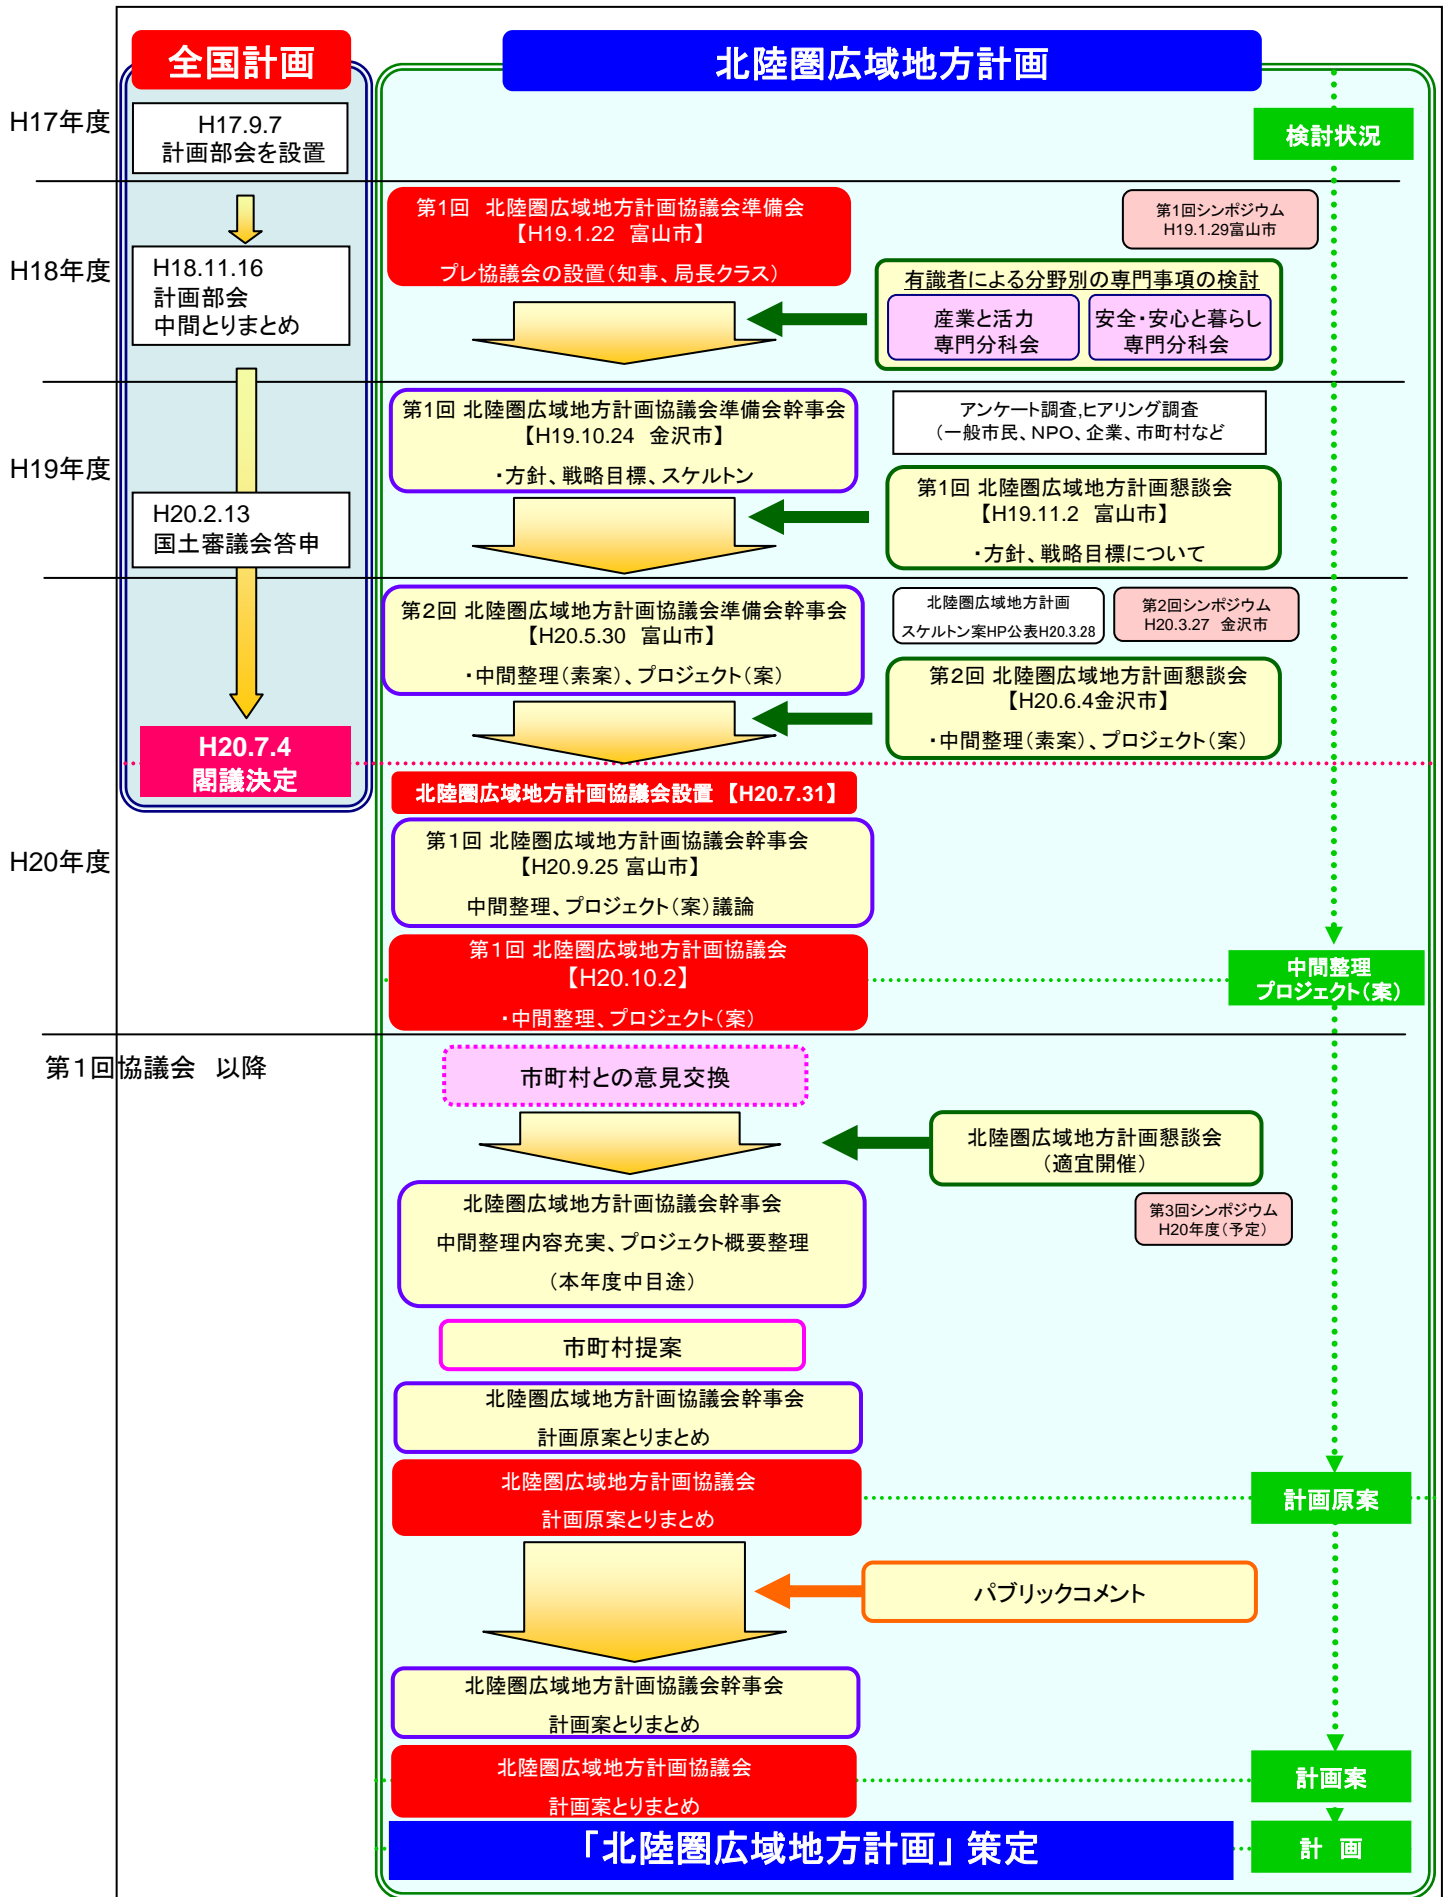 全国計画
北陸圏広域地方計画
H17年度
H17.9.7
計画部会を設置
検討状況
H18年度
H18.11.16
計画部会
中間とりまとめ
第1回　北陸圏広域地方計画協議会準備会
【H19.1.22　富山市】
プレ協議会の設置（知事、局長クラス）
第1回シンポジウム
H19.1.29富山市
有識者による分野別の専門事項の検討
産業と活力
専門分科会
安全・安心と暮らし
専門分科会
H19年度
H20.2.13
国土審議会答申
第1回 北陸圏広域地方計画協議会準備会幹事会
【H19.10.24　金沢市】
・方針、戦略目標、スケルトン
アンケート調査,ヒアリング調査
（一般市民、NPO、企業、市町村など
第1回 北陸圏広域地方計画懇談会
【H19.11.2　富山市】
・方針、戦略目標について
第2回 北陸圏広域地方計画協議会準備会幹事会
【H20.5.30　富山市】
・中間整理（素案）、プロジェクト（案）
北陸圏広域地方計画
スケルトン案HP公表H20.3.28
第2回シンポジウム
H20.3.27　金沢市
第2回 北陸圏広域地方計画懇談会
【H20.6.4金沢市】
・中間整理（素案）、プロジェクト（案）
H20.7.4
閣議決定
H20年度
北陸圏広域地方計画協議会設置 【H20.7.31】
第1回 北陸圏広域地方計画協議会幹事会
【H20.9.25 富山市】
中間整理、プロジェクト（案）議論
第1回 北陸圏広域地方計画協議会
【H20.10.2】
・中間整理、プロジェクト（案）
中間整理
プロジェクト（案）
第1回協議会　以降
市町村との意見交換
北陸圏広域地方計画懇談会
（適宜開催）
北陸圏広域地方計画協議会幹事会
中間整理内容充実、プロジェクト概要整理
（本年度中目途）
第3回シンポジウム
H20年度（予定）
市町村提案
北陸圏広域地方計画協議会幹事会
計画原案とりまとめ
北陸圏広域地方計画協議会
計画原案とりまとめ
計画原案
パブリックコメント
北陸圏広域地方計画協議会幹事会
計画案とりまとめ
北陸圏広域地方計画協議会
計画案とりまとめ
計画案
「北陸圏広域地方計画」策定
計　画